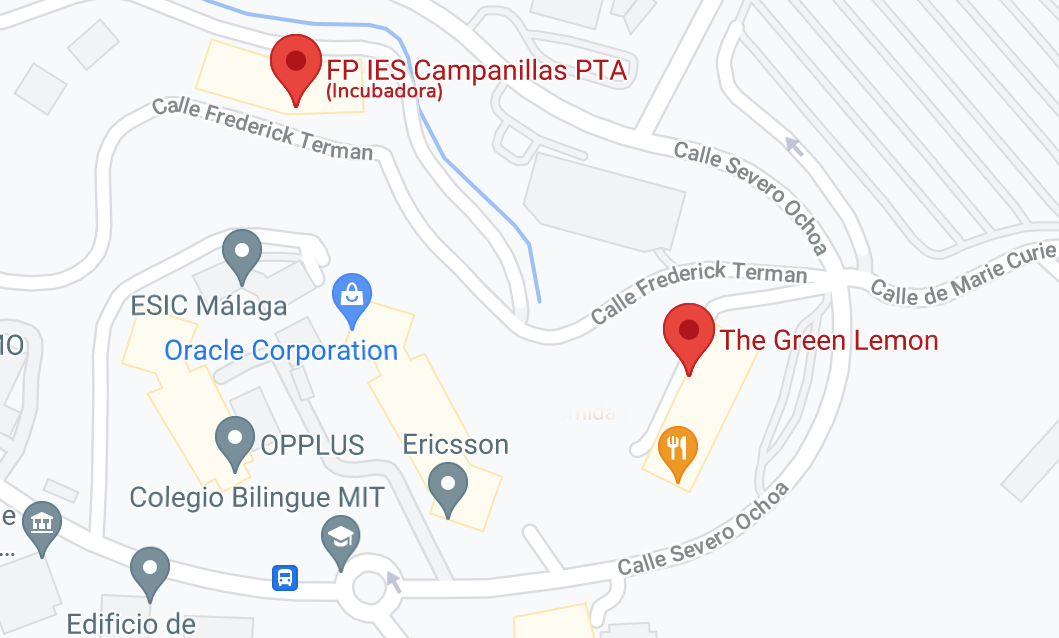 FP IES Campanillas PTA
(Incubadora)
Calle Frederick Terman
Calle Severo Ochoa
Calle Frederick Terman
Calle de Marie Curie
ESIC Málaga
The Green Lemon
MO
Oracle Corporation
OPPLUS
Ericsson
Colegio Bilingue MIT
e
...
Calle Severo Ochoa
Edificio de